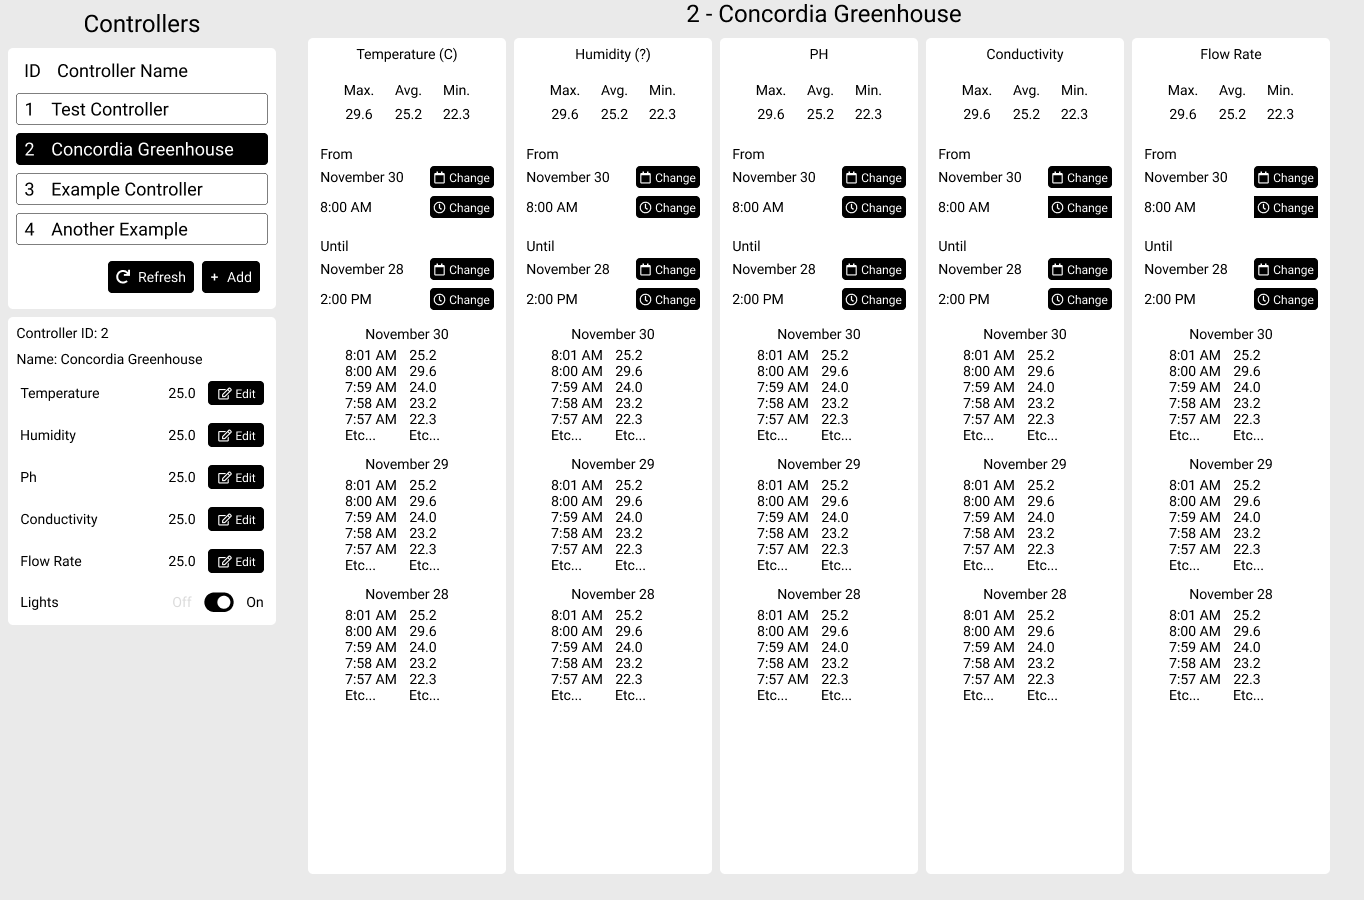 Controllers
ID Controller Name
1 Test Controller
2 Concordia Greenhouse
3 Example Controller
4 Another Example
Refresh + Add
Controller ID: 2
Name: Concordia Greenhouse
Temperature 25.0 Edit
Humidity 25.0 Edit
Ph 25.0 Edit
Conductivity 25.0 Edit
Flow Rate 25.0 Edit
Lights Off On
2 - Concordia Greenhouse
Temperature (C)
Max. Avg. Min.
29.6 25.2 22.3
From
November 30 Change
8:00 AM Change
Until
November 28 Change
2:00 PM Change
November 30
8:01 AM 25.2
8:00 AM 29.6
7:59 AM 24.0
7:58 AM 23.2
7:57 AM 22.3
Etc... Etc...
November 29
8:01 AM 25.2
8:00 AM 29.6
7:59 AM 24.0
7:58 AM 23.2
7:57 AM 22.3
Etc... Etc...
November 28
8:01 AM 25.2
8:00 AM 29.6
7:59 AM 24.0
7:58 AM 23.2
7:57 AM 22.3
Etc... Etc...
Humidity (?)
Max. Avg. Min.
29.6 25.2 22.3
From
November 30 Change
8:00 AM Change
Until
November 28 Change
2:00 PM Change
November 30
8:01 AM 25.2
8:00 AM 29.6
7:59 AM 24.0
7:58 AM 23.2
7:57 AM 22.3
Etc... Etc...
November 29
8:01 AM 25.2
8:00 AM 29.6
7:59 AM 24.0
7:58 AM 23.2
7:57 AM 22.3
Etc... Etc...
November 28
8:01 AM 25.2
8:00 AM 29.6
7:59 AM 24.0
7:58 AM 23.2
7:57 AM 22.3
Etc... Etc...
PH
Max. Avg. Min.
29.6 25.2 22.3
From
November 30 Change
8:00 AM Change
Until
November 28 Change
2:00 PM Change
November 30
8:01 AM 25.2
8:00 AM 29.6
7:59 AM 24.0
7:58 AM 23.2
7:57 AM 22.3
Etc... Etc...
November 29
8:01 AM 25.2
8:00 AM 29.6
7:59 AM 24.0
7:58 AM 23.2
7:57 AM 22.3
Etc... Etc...
November 28
8:01 AM 25.2
8:00 AM 29.6
7:59 AM 24.0
7:58 AM 23.2
7:57 AM 22.3
Etc... Etc...
Conductivity
Max. Avg. Min.
29.6 25.2 22.3
From
November 30 Change
8:00 AM Change
Until
November 28 Change
2:00 PM Change
November 30
8:01 AM 25.2
8:00 AM 29.6
7:59 AM 24.0
7:58 AM 23.2
7:57 AM 22.3
Etc... Etc...
November 29
8:01 AM 25.2
8:00 AM 29.6
7:59 AM 24.0
7:58 AM 23.2
7:57 AM 22.3
Etc... Etc...
November 28
8:01 AM 25.2
8:00 AM 29.6
7:59 AM 24.0
7:58 AM 23.2
7:57 AM 22.3
Etc... Etc...
Flow Rate
Max. Avg. Min.
29.6 25.2 22.3
From
November 30 Change
8:00 AM Change
Until
November 28 Change
2:00 PM Change
November 30
8:01 AM 25.2
8:00 AM 29.6
7:59 AM 24.0
7:58 AM 23.2
7:57 AM 22.3
Etc... Etc...
November 29
8:01 AM 25.2
8:00 AM 29.6
7:59 AM 24.0
7:58 AM 23.2
7:57 AM 22.3
Etc... Etc...
November 28
8:01 AM 25.2
8:00 AM 29.6
7:59 AM 24.0
7:58 AM 23.2
7:57 AM 22.3
Etc... Etc...